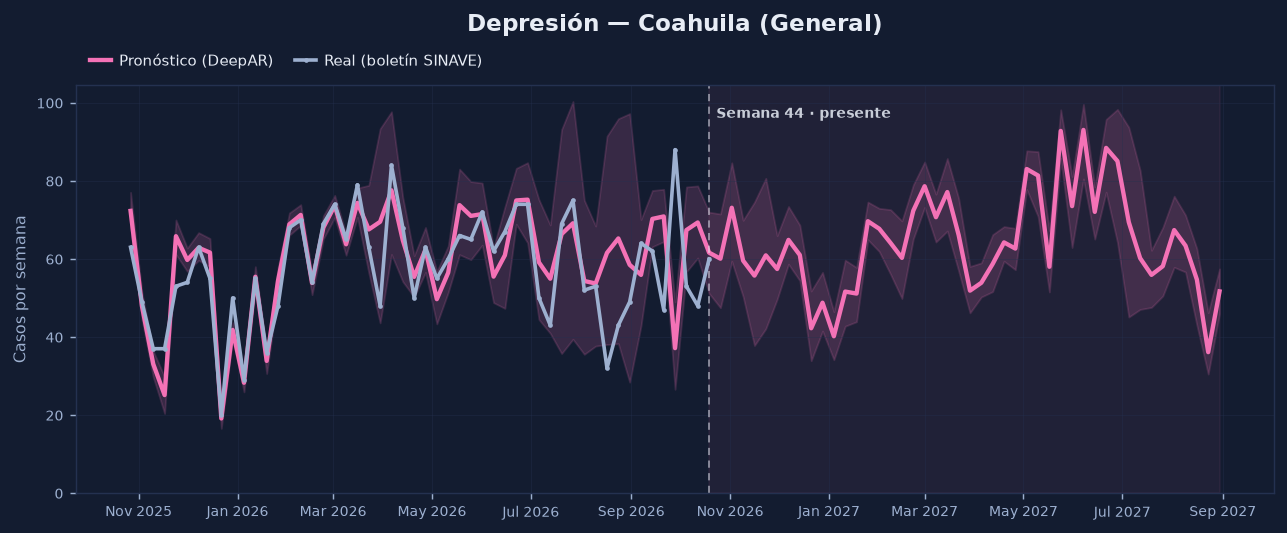 Depresión — Coahuila (General)
Pronóstico (DeepAR)
Real (boletín SINAVE)
Semana 44 · presente
Casos por semana
100
80
60
40
20
0
Nov 2025
Jan 2026
Mar 2026
May 2026
Jul 2026
Sep 2026
Nov 2026
Jan 2027
Mar 2027
May 2027
Jul 2027
Sep 2027